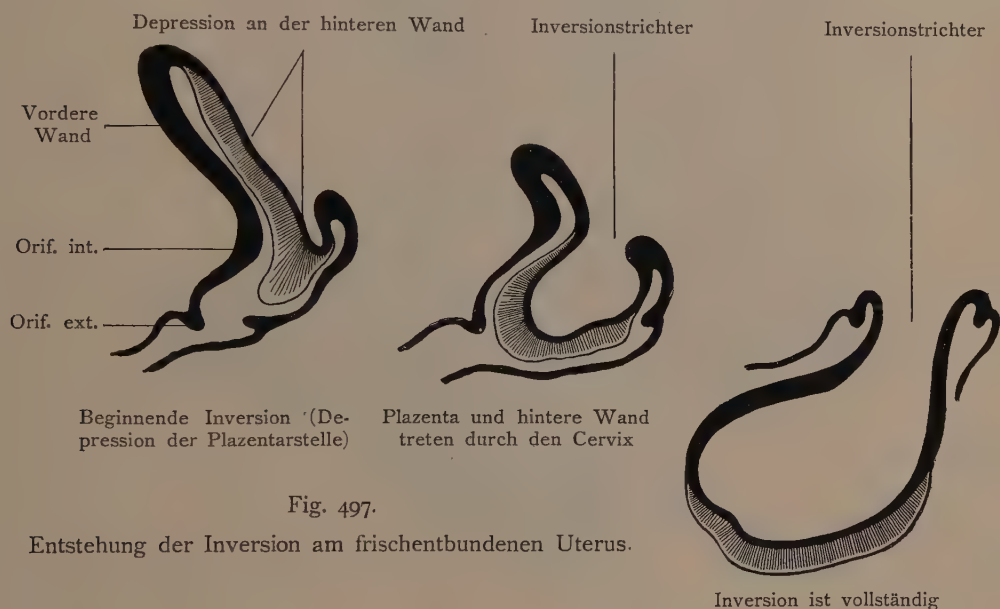 Depression an der hinteren Wand
Inversionstrichter
Inversionstrichter
Vordere
Wand
Orif. int.
Orif. ext.
Beginnende Inversion (De-
pression der Plazentarstelle)
Plazenta und hintere Wand
treten durch den Cervix
Fig. 497.
Entstehung der Inversion am frischentbundenen Uterus.
Inversion ist vollständig